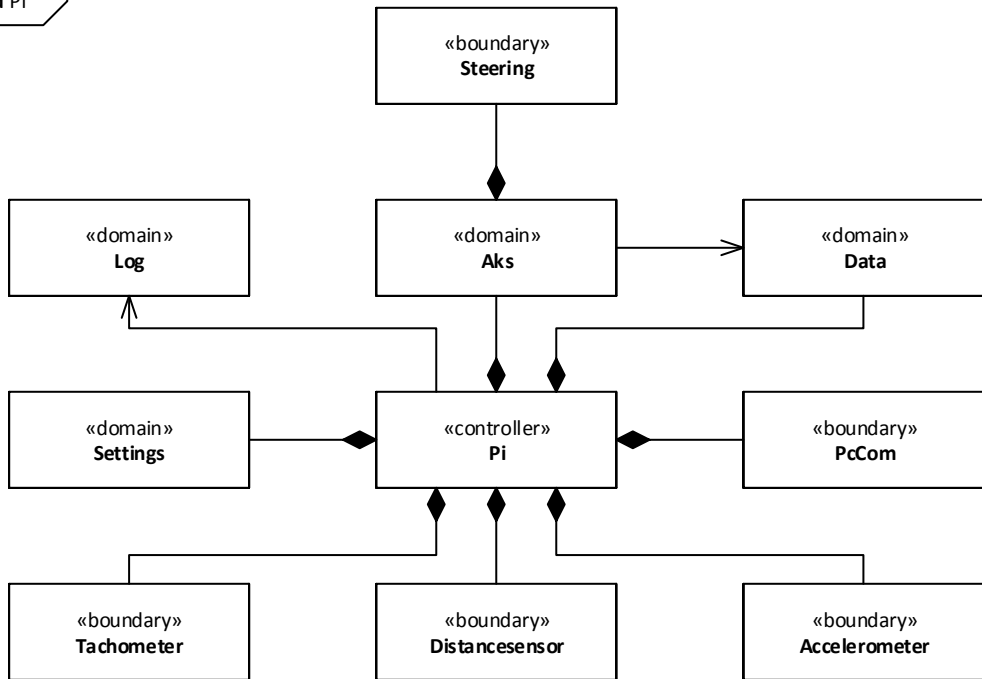 Pi
«boundary»
Steering
«domain»
Log
«domain»
Aks
«domain»
Data
«domain»
Settings
«controller»
Pi
«boundary»
PcCom
«boundary»
Tachometer
«boundary»
Distancesensor
«boundary»
Accelerometer